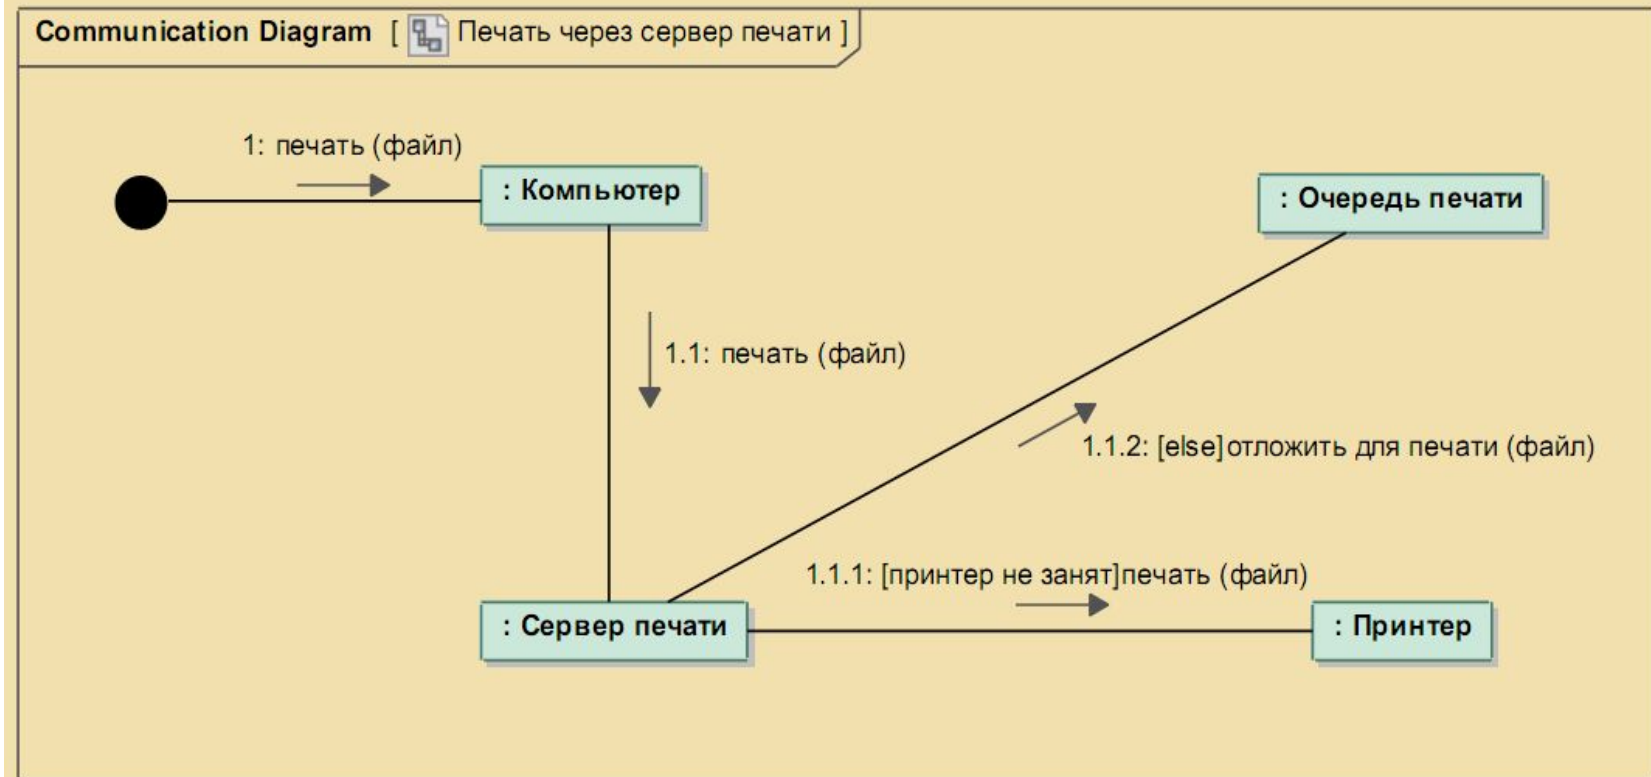 Communication Diagram [ Печать через сервер печати ]
1: печать (файл)
: Компьютер
: Очередь печати
1.1: печать (файл)
1.1.2: [else]отложить для печати (файл)
1.1.1: [принтер не занят]печать (файл)
: Сервер печати
: Принтер